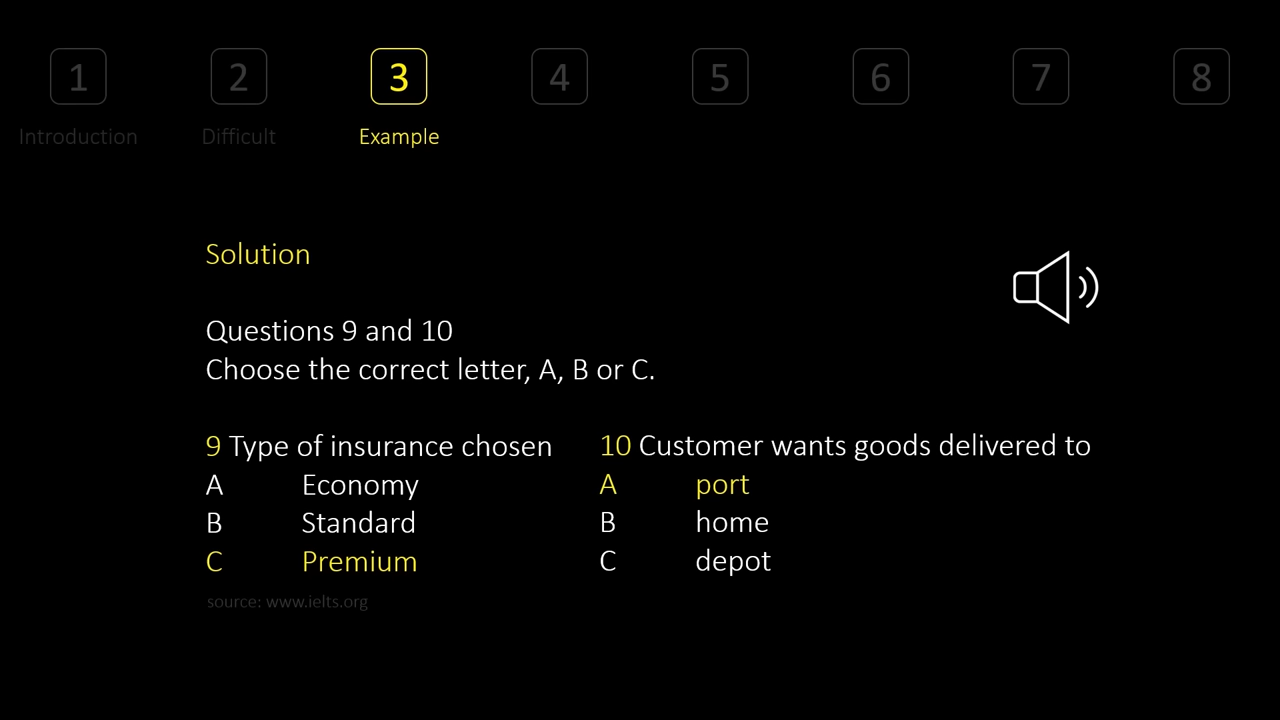 1 2 3 4 5 6 7 8
Introduction Difficult Example
Solution
Questions 9 and 10
Choose the correct letter, A, B or C.
9 Type of insurance chosen
A Economy
B Standard
C Premium
10 Customer wants goods delivered to
A port
B home
C depot
source: www.ielts.org